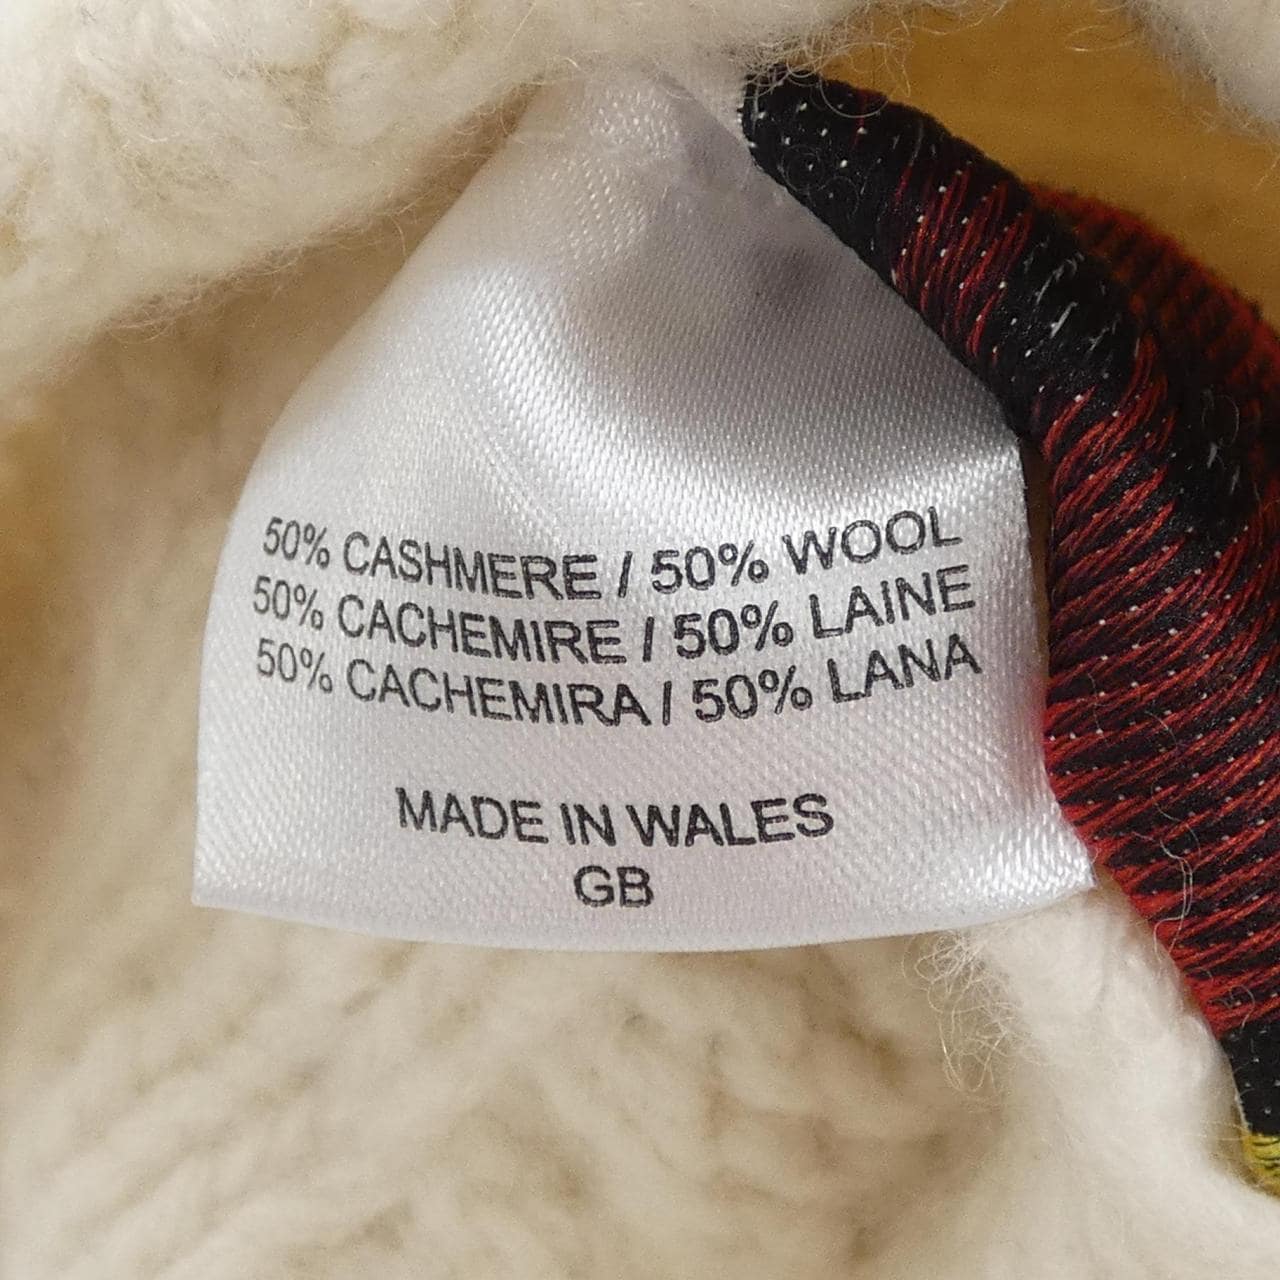 50% CASHMERE / 50% WOOL
50% CACHEMIRE / 50% LAINE
50% CACHEMIRA / 50% LANA
MADE IN WALES
GB